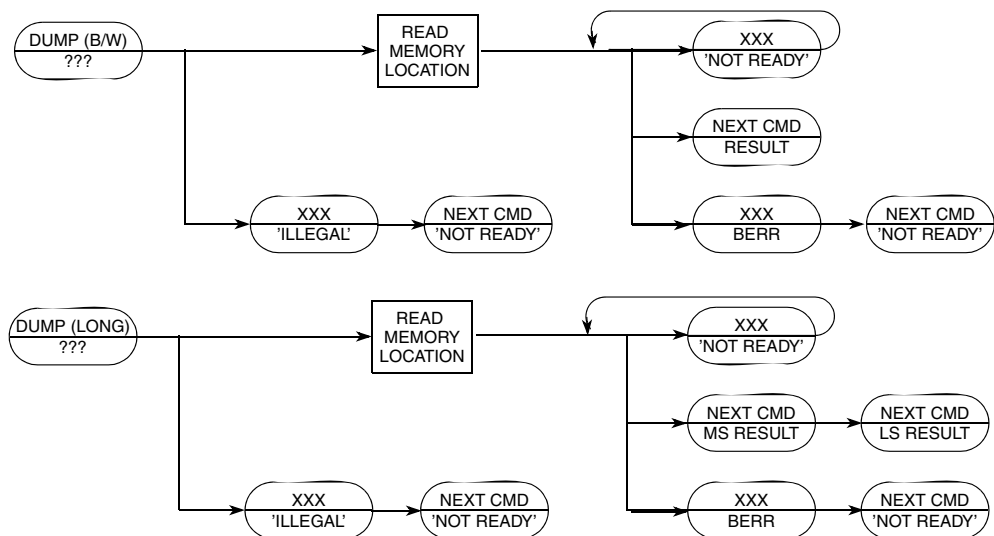 DUMP (B/W)
???
READ
MEMORY
LOCATION
XXX
'NOT READY'
NEXT CMD
RESULT
XXX
'ILLEGAL'
NEXT CMD
'NOT READY'
XXX
BERR
NEXT CMD
'NOT READY'
DUMP (LONG)
???
READ
MEMORY
LOCATION
XXX
'NOT READY'
NEXT CMD
MS RESULT
NEXT CMD
LS RESULT
XXX
'ILLEGAL'
NEXT CMD
'NOT READY'
XXX
BERR
NEXT CMD
'NOT READY'